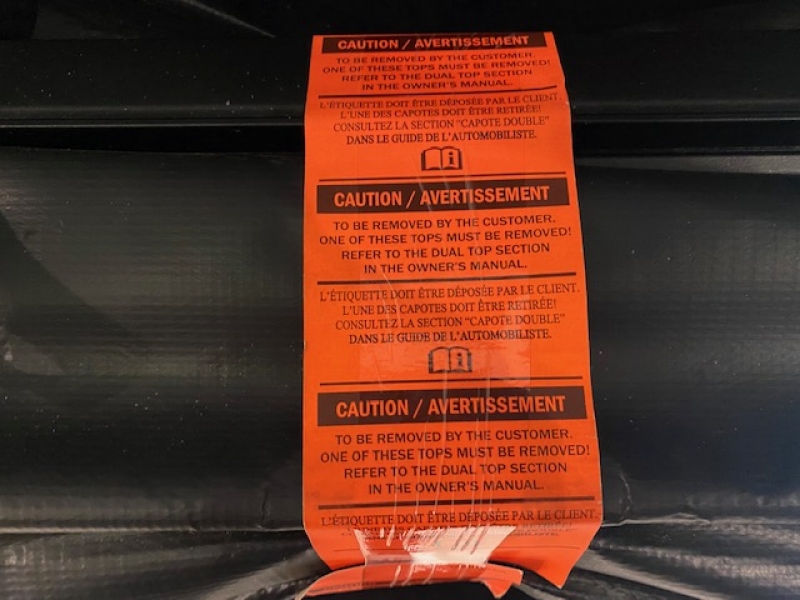 CAUTION / AVERTISSEMENT
TO BE REMOVED BY THE CUSTOMER.
ONE OF THESE TOPS MUST BE REMOVED!
REFER TO THE DUAL TOP SECTION
IN THE OWNER'S MANUAL.
L'ÉTIQUETTE DOIT ÊTRE DÉPOSÉE PAR LE CLIENT.
L'UNE DES CAPOTES DOIT ÊTRE RETIRÉE!
CONSULTEZ LA SECTION "CAPOTE DOUBLE"
DANS LE GUIDE DE L'AUTOMOBILISTE.
CAUTION / AVERTISSEMENT
TO BE REMOVED BY THE CUSTOMER.
ONE OF THESE TOPS MUST BE REMOVED!
REFER TO THE DUAL TOP SECTION
IN THE OWNER'S MANUAL.
L'ÉTIQUETTE DOIT ÊTRE DÉPOSÉE PAR LE CLIENT.
L'UNE DES CAPOTES DOIT ÊTRE RETIRÉE!
CONSULTEZ LA SECTION "CAPOTE DOUBLE"
DANS LE GUIDE DE L'AUTOMOBILISTE.
CAUTION / AVERTISSEMENT
TO BE REMOVED BY THE CUSTOMER.
ONE OF THESE TOPS MUST BE REMOVED!
REFER TO THE DUAL TOP SECTION
IN THE OWNER'S MANUAL.
L'ÉTIQUETTE DOIT ÊTRE DÉPOSÉE PAR LE CLIENT.